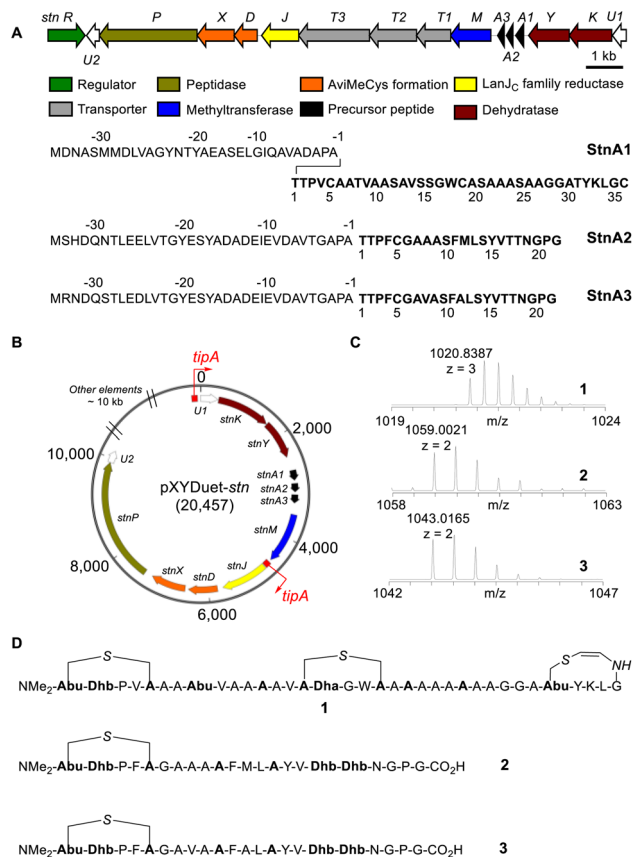 A
stn R U2 P X D J T3 T2 T1 M A3 A2 A1 Y K U1
1 kb
Regulator Peptidase AviMeCys formation LanJC famlily reductase
Transporter Methyltransferase Precursor peptide Dehydratase
-30 -20 -10 -1
MDNASMMDLVAGYNTYAEASELGIQAVADAPA StnA1
TTPVCAATVAASAVSSGWCASAAASAAGGATYKLGC
1 5 10 15 20 25 30 35
-30 -20 -10 -1
MSHDQNTLEELVTGYESYADADEIEVDAVTGAPA TTPFCGAAASFMLSYVTTNGPG StnA2
1 5 10 15 20
-30 -20 -10 -1
MRNDQSTLEDLVTGYESYADADEIEVDAVTGAPA TTPFCGAVASFALSYVTTNGPG StnA3
1 5 10 15 20
B
tipA
0
Other elements
~ 10 kb
U1
stnK
stnY
2,000
stnA1
stnA2
stnA3
stnM
4,000
tipA
stnJ
stnD
6,000
stnX
8,000
stnP
U2
10,000
pXYDuet-stn
(20,457)
C
1020.8387
z = 3
1
1019 m/z 1024
1059.0021
z = 2
2
1058 m/z 1063
1043.0165
z = 2
3
1042 m/z 1047
D
S S S NH
NMe2-Abu-Dhb-P-V-A-A-A-Abu-V-A-A-A-A-V-A-Dha-G-W-A-A-A-A-A-A-A-A-G-G-A-Abu-Y-K-L-G
1
S
NMe2-Abu-Dhb-P-F-A-G-A-A-A-A-F-M-L-A-Y-V-Dhb-Dhb-N-G-P-G-CO2H 2
S
NMe2-Abu-Dhb-P-F-A-G-A-V-A-A-F-A-L-A-Y-V-Dhb-Dhb-N-G-P-G-CO2H 3